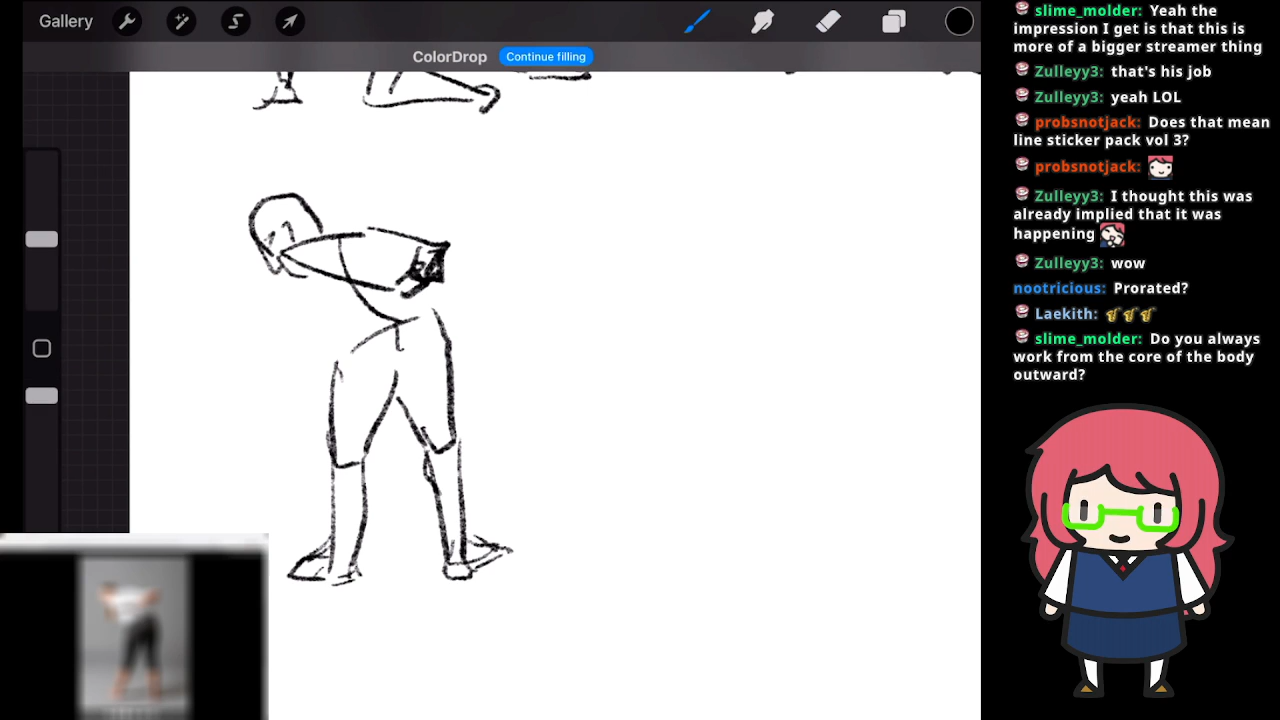 Gallery
ColorDrop Continue filling
slime_molder: Yeah the
impression I get is that this is
more of a bigger streamer thing
Zulleyy3: that's his job
Zulleyy3: yeah LOL
probsnotjack: Does that mean
line sticker pack vol 3?
probsnotjack:
Zulleyy3: I thought this was
already implied that it was
happening
Zulleyy3: wow
nootricious: Prorated?
Laekith:
slime_molder: Do you always
work from the core of the body
outward?